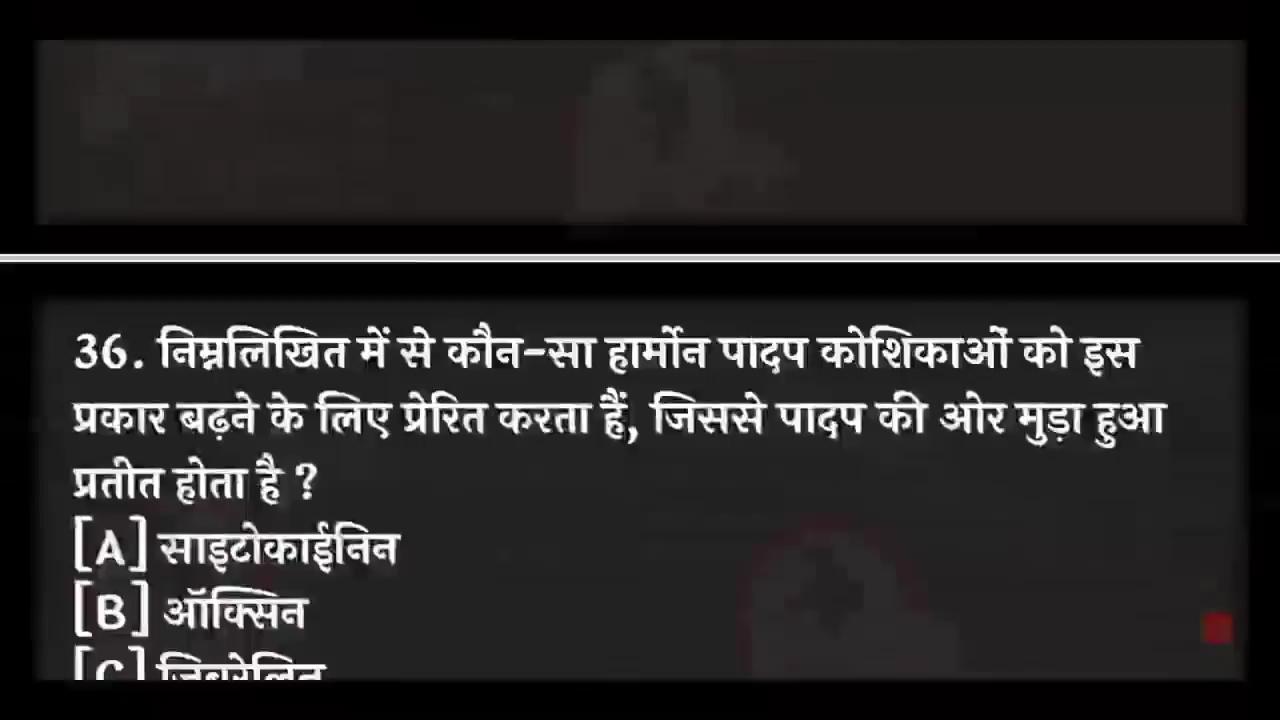 36. निम्नलिखित में से कौन-सा हार्मोन पादप कोशिकाओं को इस
प्रकार बढ़ने के लिए प्रेरित करता हैं, जिससे पादप की ओर मुड़ा हुआ
प्रतीत होता है ?
[A] साइटोकाईनिन
[B] ऑक्सिन
[C]